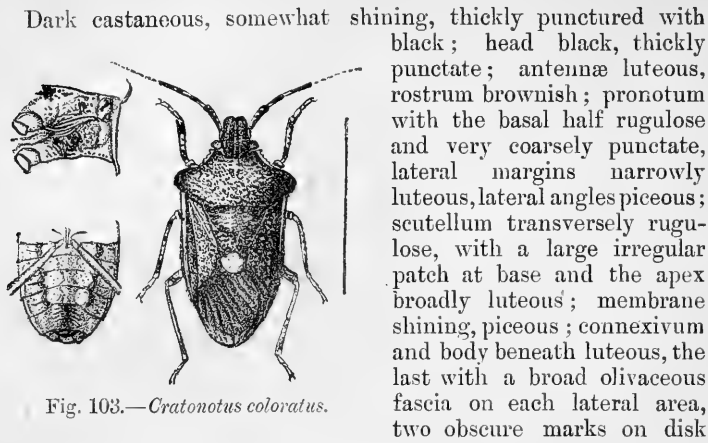 Dark castaneous, somewhat shining, thickly punctured with
black; head black, thickly
punctate; antennæ luteous,
rostrum brownish; pronotum
with the basal half rugulose
and very coarsely punctate,
lateral margins narrowly
luteous, lateral angles piceous;
scutellum transversely rugu-
lose, with a large irregular
patch at base and the apex
broadly luteous; membrane
shining, piceous; connexivum
and body beneath luteous, the
last with a broad olivaceous
fascia on each lateral area,
two obscure marks on disk
Fig. 103.—Cratonotus coloratus.